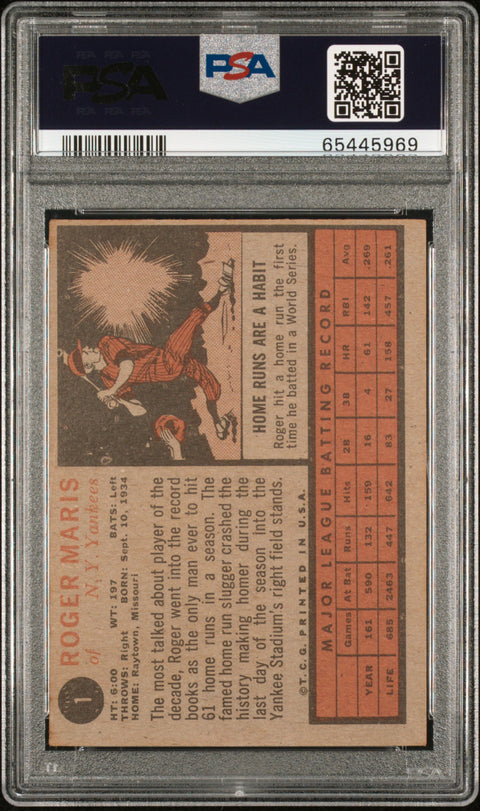 PSA
PSA
65445969
1
ROGER MARIS
of N.Y. Yankees
HT: 6:00 WT: 197 BATS: Left
THROWS: Right BORN: Sept. 10, 1934
HOME: Raytown, Missouri
The most talked about player of the
decade, Roger went into the record
books as the only man ever to hit
61 home runs in a season. The
famed home run slugger crashed the
history making homer during the
last day of the season into the
Yankee Stadium's right field stands.
©T.C.G. PRINTED IN U.S.A.
HOME RUNS ARE A HABIT
Roger hit a home run the first
time he batted in a World Series.
MAJOR LEAGUE BATTING RECORD
Games At Bat Runs Hits 2B 3B HR RBI Avg
YEAR 161 590 132 159 16 4 61 142 .269
LIFE 685 2463 447 642 83 27 158 457 .261